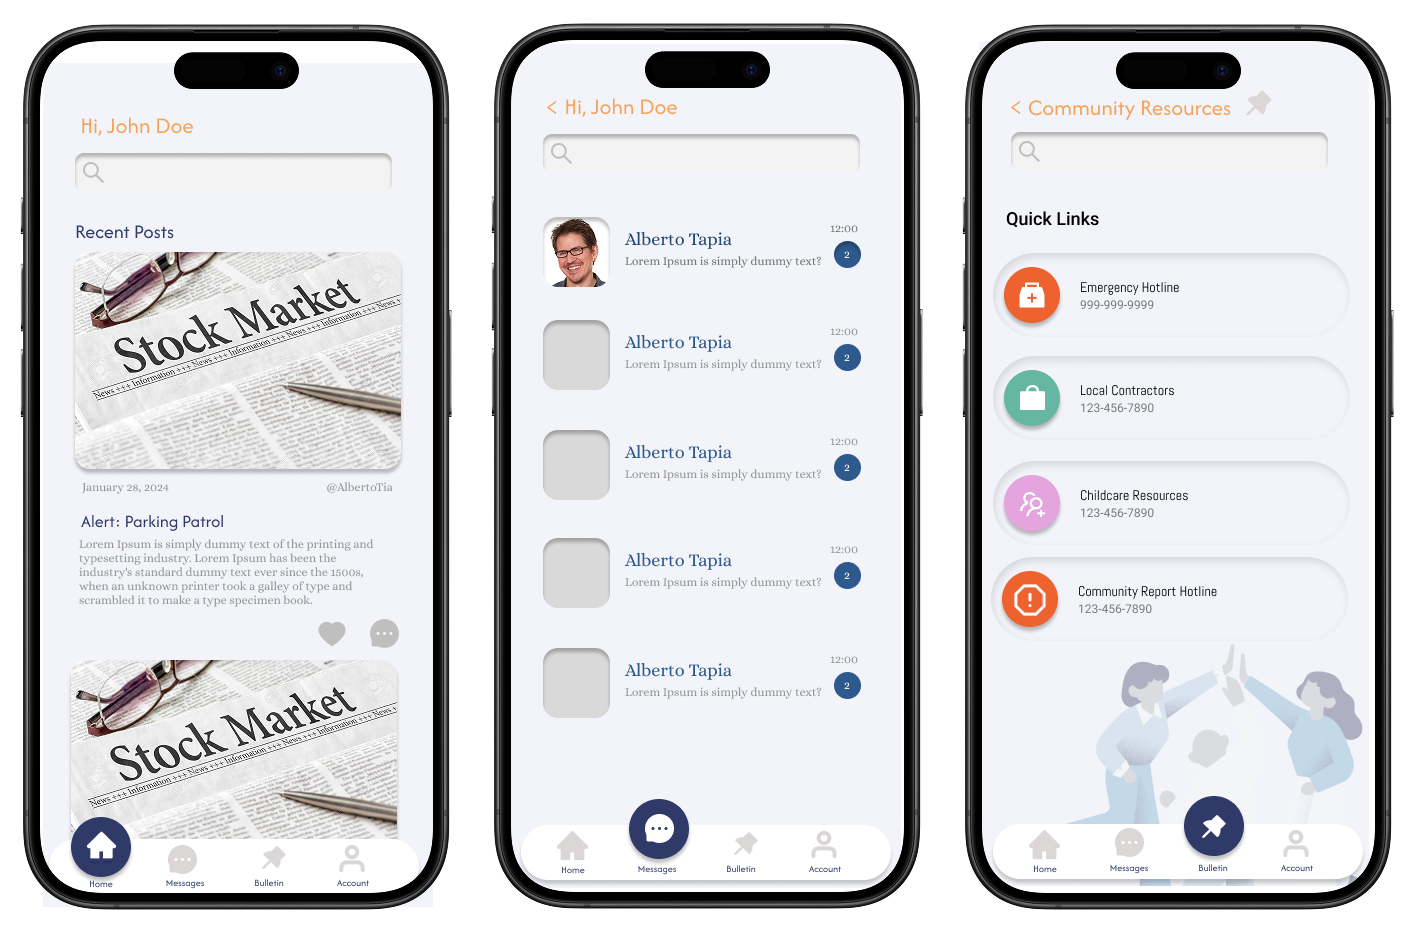 Hi, John Doe
Recent Posts
Stock Market
News +++ Information +++ News +++ Information +++ News +++ Information +++ News +
January 28, 2024
@AlbertoTia
Alert: Parking Patrol
Lorem Ipsum is simply dummy text of the printing and
typesetting industry. Lorem Ipsum has been the
industry's standard dummy text ever since the 1500s,
when an unknown printer took a galley of type and
scrambled it to make a type specimen book.
Stock Market
News +++ Information +++ News +++ Information +++ News +++ Information +++ News +
Home
Messages
Bulletin
Account
< Hi, John Doe
Alberto Tapia
12:00
Lorem Ipsum is simply dummy text?
2
Alberto Tapia
12:00
Lorem Ipsum is simply dummy text?
2
Alberto Tapia
12:00
Lorem Ipsum is simply dummy text?
2
Alberto Tapia
12:00
Lorem Ipsum is simply dummy text?
2
Alberto Tapia
12:00
Lorem Ipsum is simply dummy text?
2
Home
Messages
Bulletin
Account
< Community Resources
Quick Links
Emergency Hotline
999-999-9999
Local Contractors
123-456-7890
Childcare Resources
123-456-7890
Community Report Hotline
123-456-7890
Home
Messages
Bulletin
Account